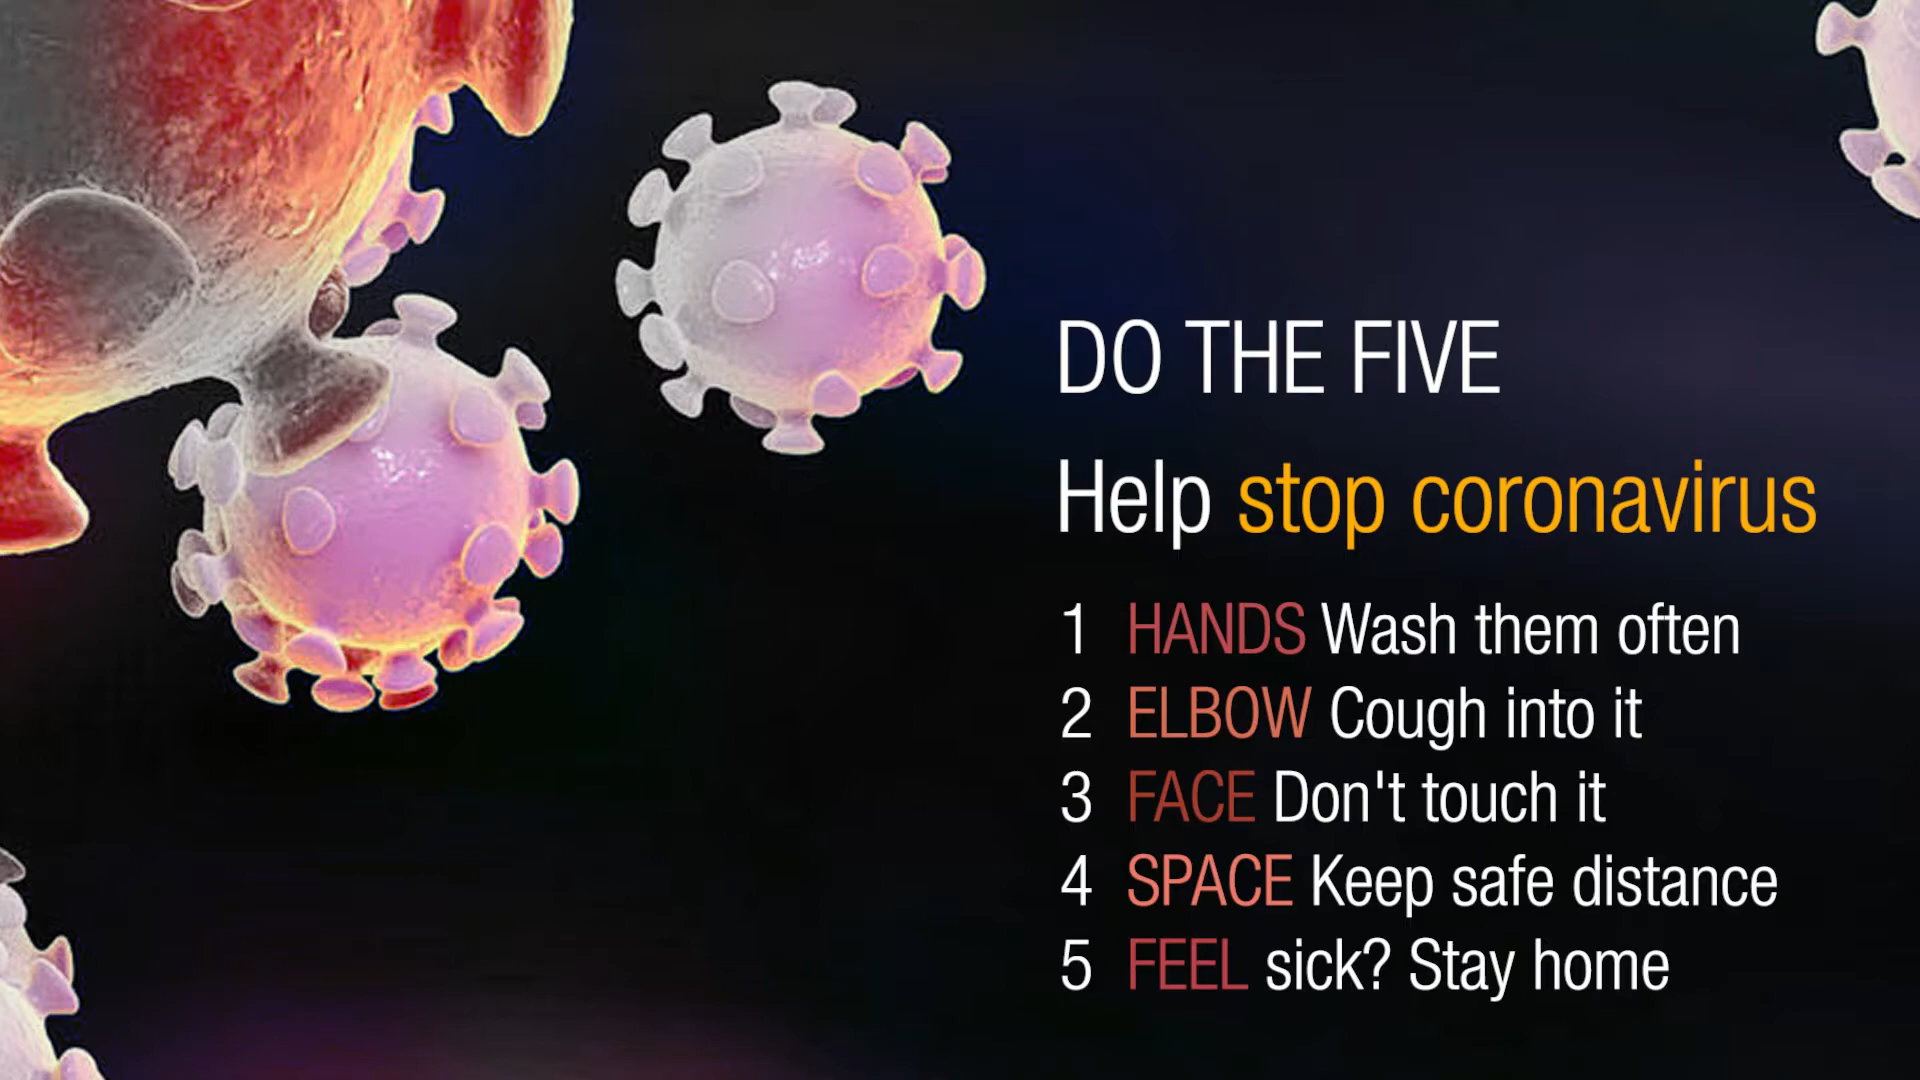 DO THE FIVE
Help stop coronavirus
1 HANDS Wash them often
2 ELBOW Cough into it
3 FACE Don't touch it
4 SPACE Keep safe distance
5 FEEL sick? Stay home